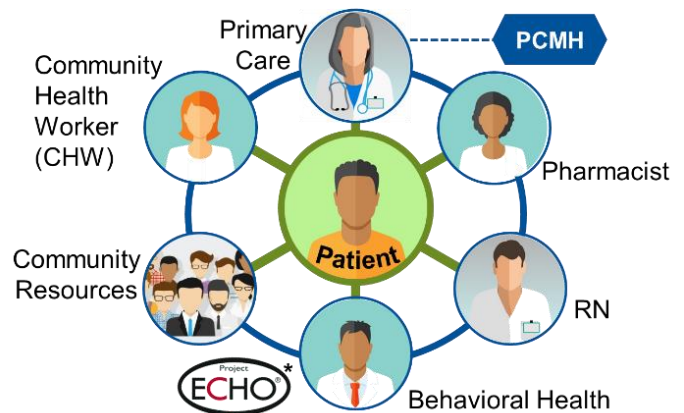 Primary
Care
PCMH
Community
Health
Worker
(CHW)
Pharmacist
Patient
Community
Resources
RN
Project
ECHO®*
Behavioral Health